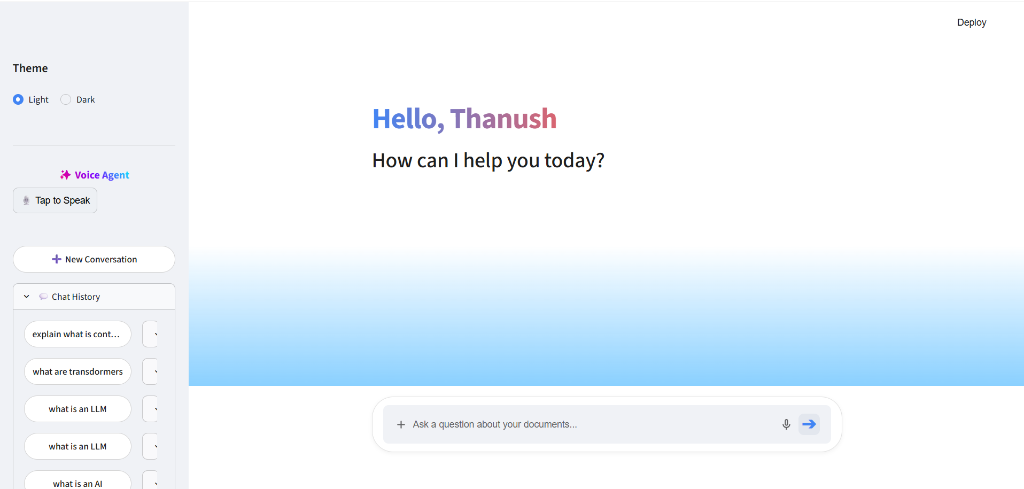 Deploy
Theme
Light
Dark
Voice Agent
Tap to Speak
New Conversation
Chat History
explain what is cont...
what are transdormers
what is an LLM
what is an LLM
what is an AI
Hello, Thanush
How can I help you today?
Ask a question about your documents...